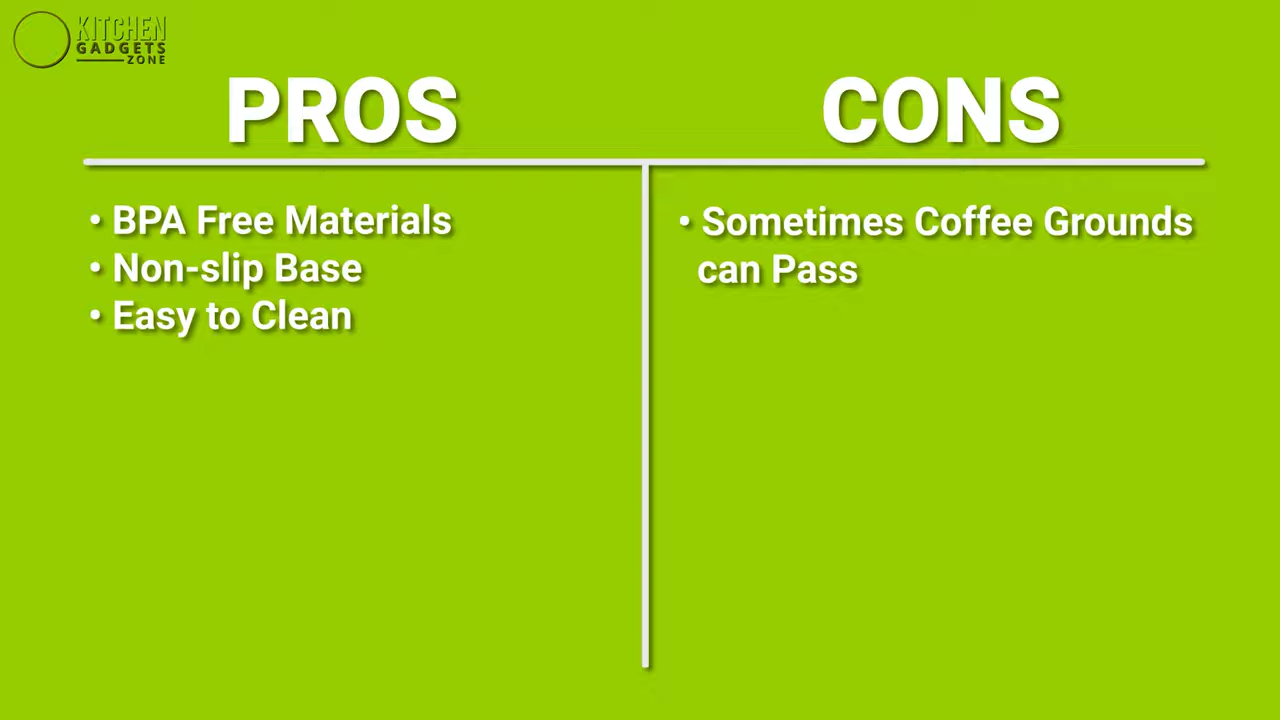 KITCHEN
GADGETS
ZONE
PROS
CONS
• BPA Free Materials
• Non-slip Base
• Easy to Clean
• Sometimes Coffee Grounds
can Pass